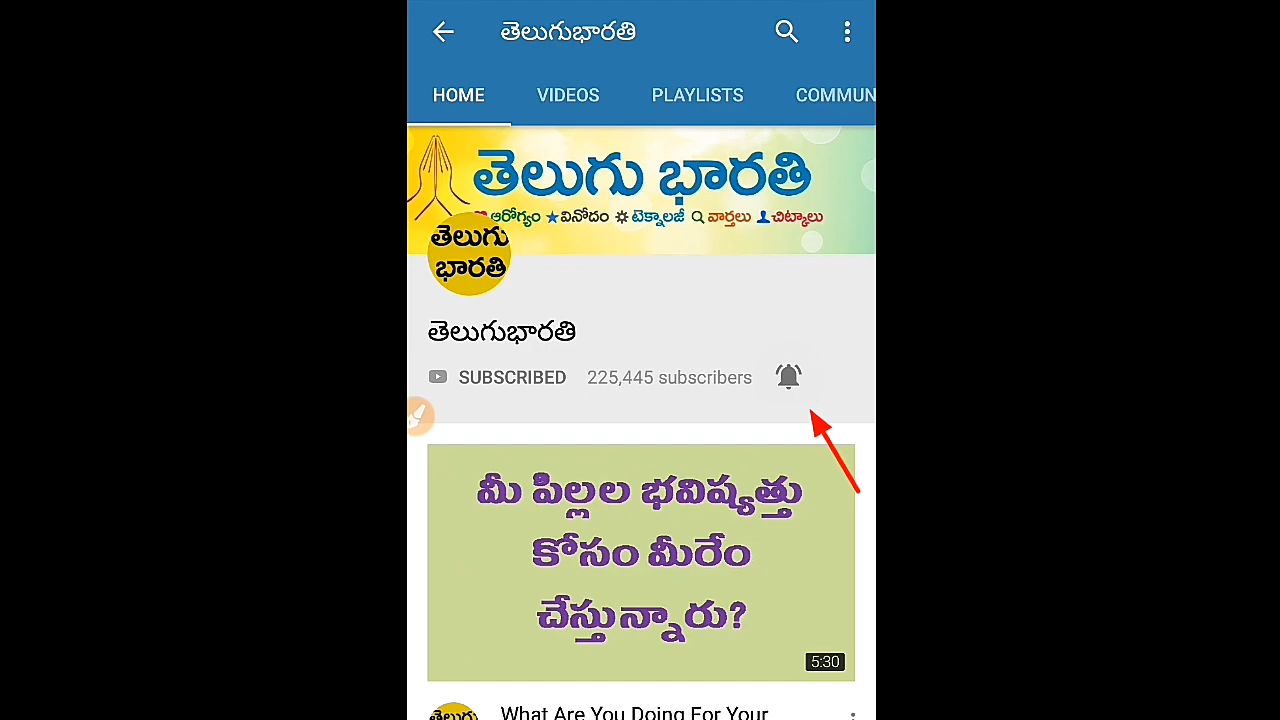 తెలుగుభారతి
HOME VIDEOS PLAYLISTS COMMUN
తెలుగు భారతి
ఆరోగ్యం వినోదం టెక్నాలజీ వార్తలు చిట్కాలు
తెలుగు
భారతి
తెలుగుభారతి
SUBSCRIBED 225,445 subscribers
మీ పిల్లల భవిష్యత్తు
కోసం మీరేం
చేస్తున్నారు?
5:30
తెలుగు What Are You Doing For Your